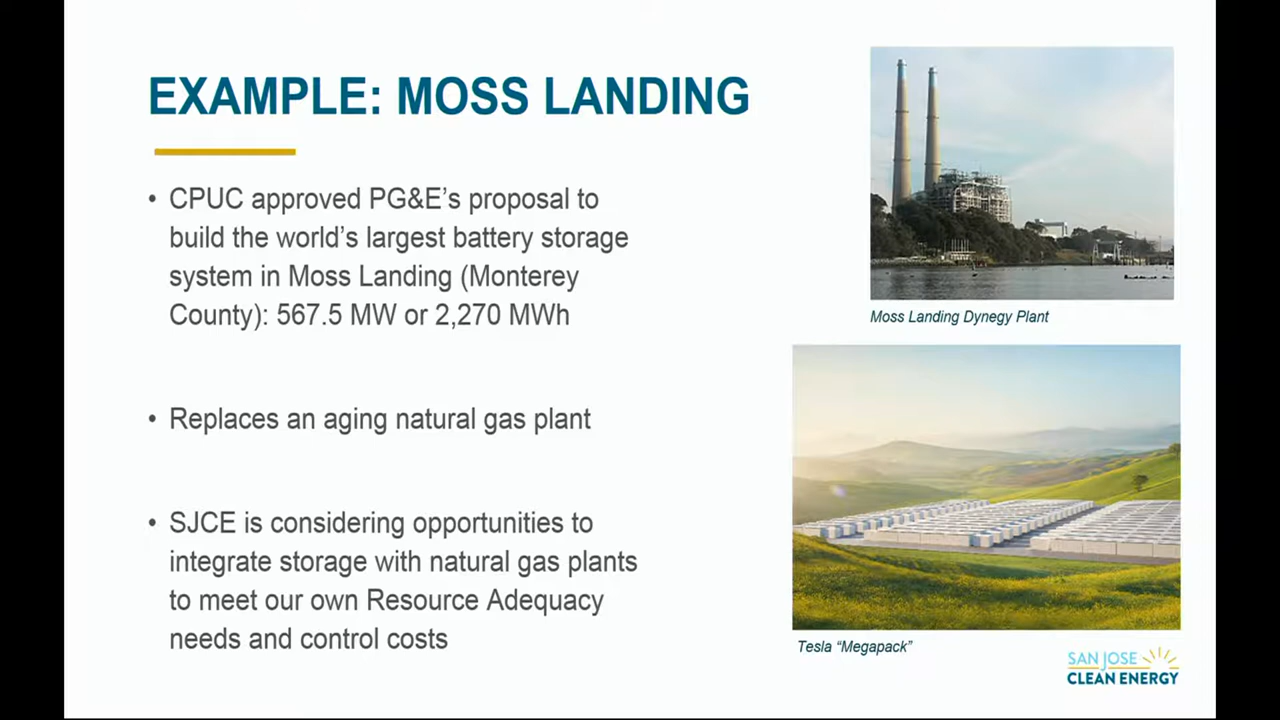 EXAMPLE: MOSS LANDING
• CPUC approved PG&E’s proposal to
build the world’s largest battery storage
system in Moss Landing (Monterey
County): 567.5 MW or 2,270 MWh
• Replaces an aging natural gas plant
• SJCE is considering opportunities to
integrate storage with natural gas plants
to meet our own Resource Adequacy
needs and control costs
Moss Landing Dynegy Plant
Tesla “Megapack”
SAN JOSE
CLEAN ENERGY